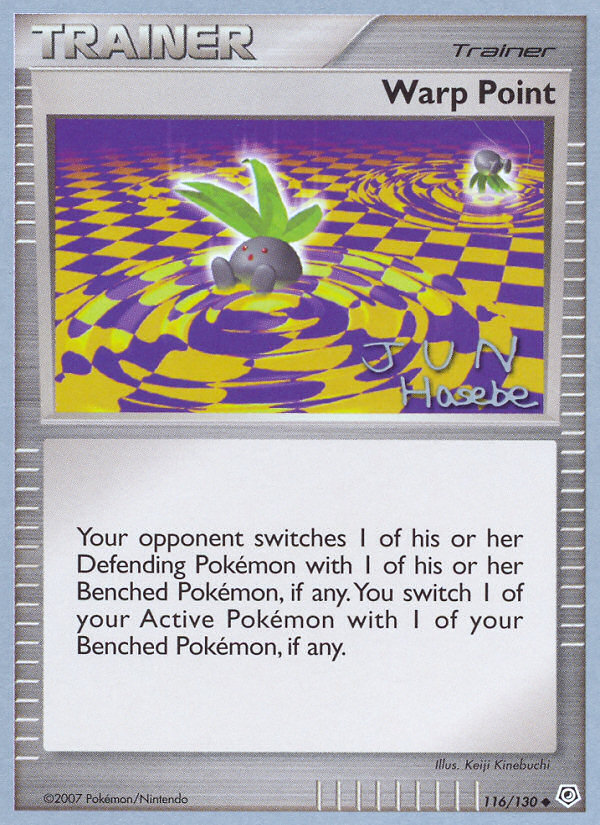 TRAINER
Trainer
Warp Point
JUN
Hasebe
Your opponent switches 1 of his or her
Defending Pokémon with 1 of his or her
Benched Pokémon, if any. You switch 1 of
your Active Pokémon with 1 of your
Benched Pokémon, if any.
Illus. Keiji Kinebuchi
©2007 Pokémon/Nintendo
116/130 ◆